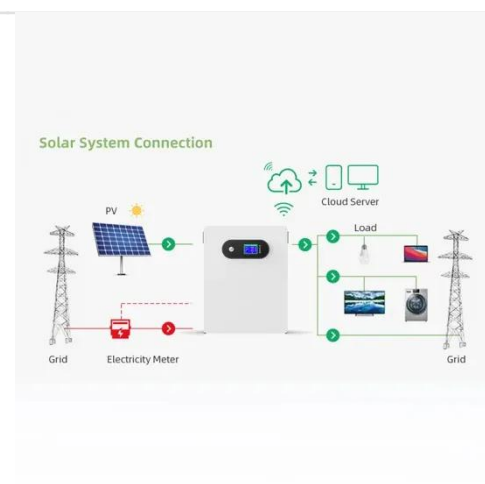 Solar System Connection
Cloud Server
PV
Load
Grid
Electricity Meter
Grid